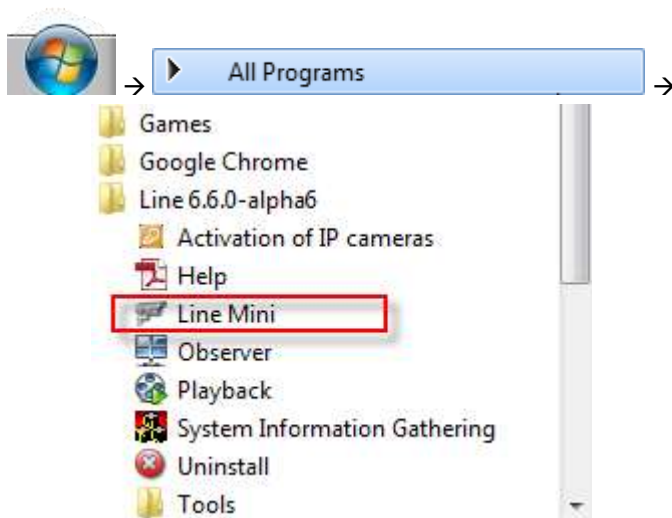 → All Programs →
Games
Google Chrome
Line 6.6.0-alpha6
Activation of IP cameras
Help
Line Mini
Observer
Playback
System Information Gathering
Uninstall
Tools